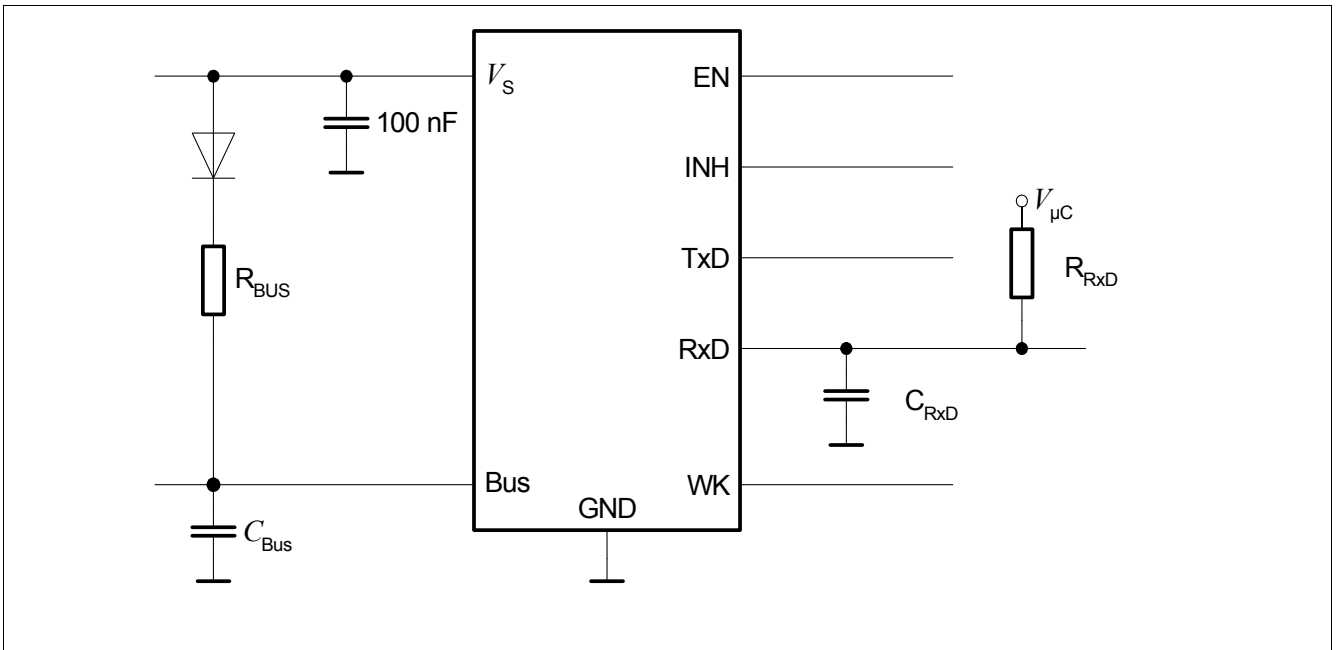 V_S
EN
100 nF
INH
V_µC
TxD
R_RxD
R_BUS
RxD
C_RxD
Bus
WK
GND
C_Bus